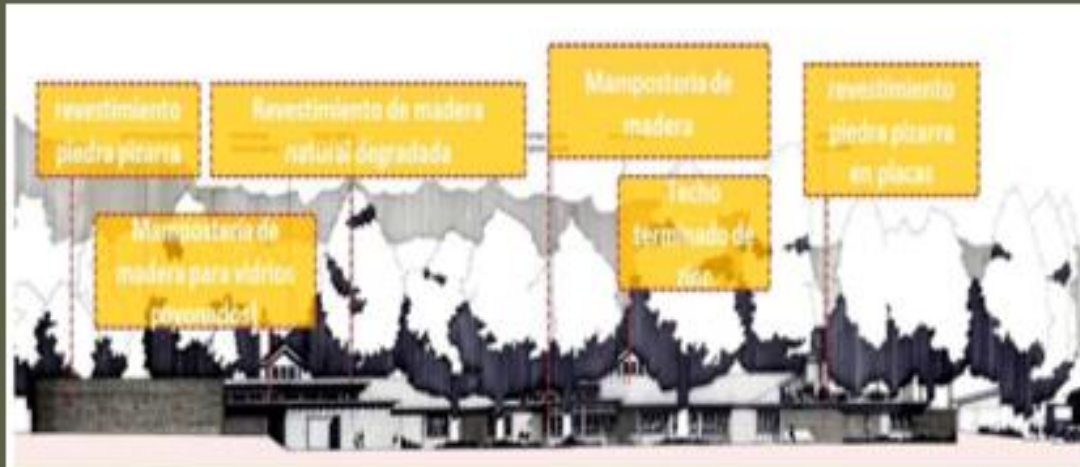 revestimiento
piedra pizarra
Revestimiento de madera
natural degradada
Mampostería de
madera
revestimiento
piedra pizarra
en placas
Mampostería de
madera para vidrios
Techo
terminado de
zinc